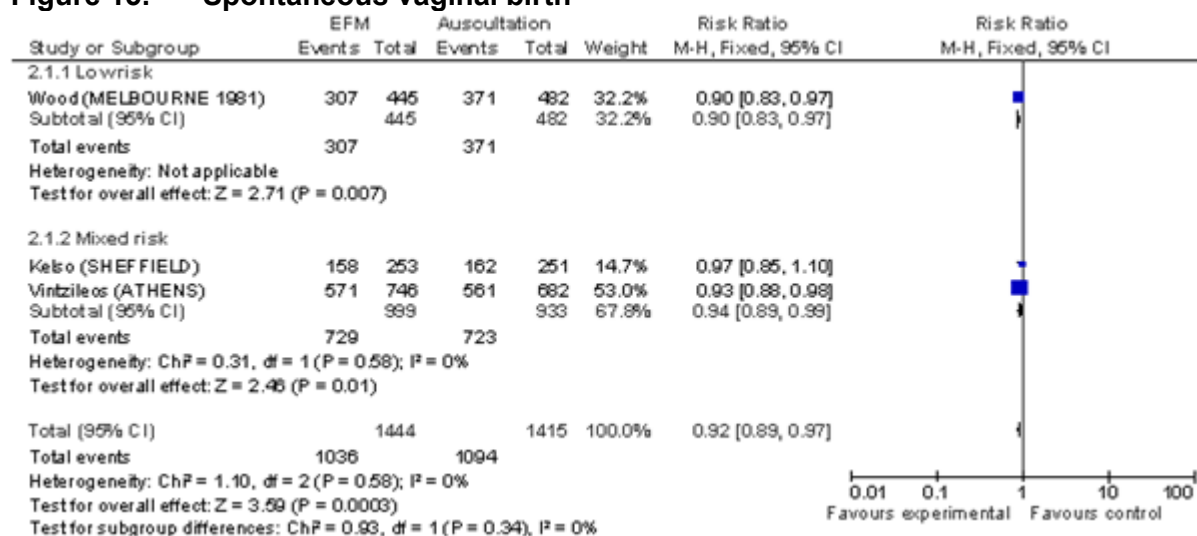 Figure 13. Spontaneous vaginal birth
EFM Auscultation Risk Ratio Risk Ratio
Study or Subgroup Events Total Events Total Weight M-H, Fixed, 95% CI M-H, Fixed, 95% CI
2.1.1 Low risk
Wood (MELBOURNE 1981) 307 445 371 482 32.2% 0.90 [0.83, 0.97]
Subtotal (95% CI) 445 482 32.2% 0.90 [0.83, 0.97]
Total events 307 371
Heterogeneity: Not applicable
Test for overall effect: Z = 2.71 (P = 0.007)
2.1.2 Mixed risk
Kelso (SHEFFIELD) 158 253 162 251 14.7% 0.97 [0.85, 1.10]
Vintzileos (ATHENS) 571 746 561 682 53.0% 0.93 [0.88, 0.98]
Subtotal (95% CI) 999 933 67.8% 0.94 [0.89, 0.99]
Total events 729 723
Heterogeneity: Chi² = 0.31, df = 1 (P = 0.58); I² = 0%
Test for overall effect: Z = 2.46 (P = 0.01)
Total (95% CI) 1444 1415 100.0% 0.92 [0.89, 0.97]
Total events 1036 1094
Heterogeneity: Chi² = 1.10, df = 2 (P = 0.58); I² = 0%
Test for overall effect: Z = 3.59 (P = 0.0003)
Test for subgroup differences: Chi² = 0.93, df = 1 (P = 0.34), I² = 0%
0.01 0.1 1 10 100
Favours experimental Favours control